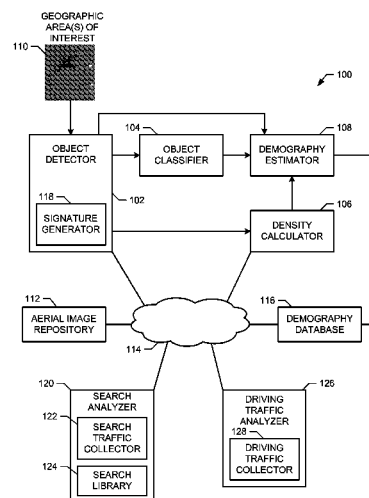 GEOGRAPHIC
AREA(S) OF
INTEREST
110
100
104
108
OBJECT
DETECTOR
OBJECT
CLASSIFIER
DEMOGRAPHY
ESTIMATOR
118
102
106
SIGNATURE
GENERATOR
DENSITY
CALCULATOR
112
116
AERIAL IMAGE
REPOSITORY
114
DEMOGRAPHY
DATABASE
120
126
SEARCH
ANALYZER
DRIVING
TRAFFIC
ANALYZER
122
128
SEARCH
TRAFFIC
COLLECTOR
DRIVING
TRAFFIC
COLLECTOR
124
SEARCH
LIBRARY